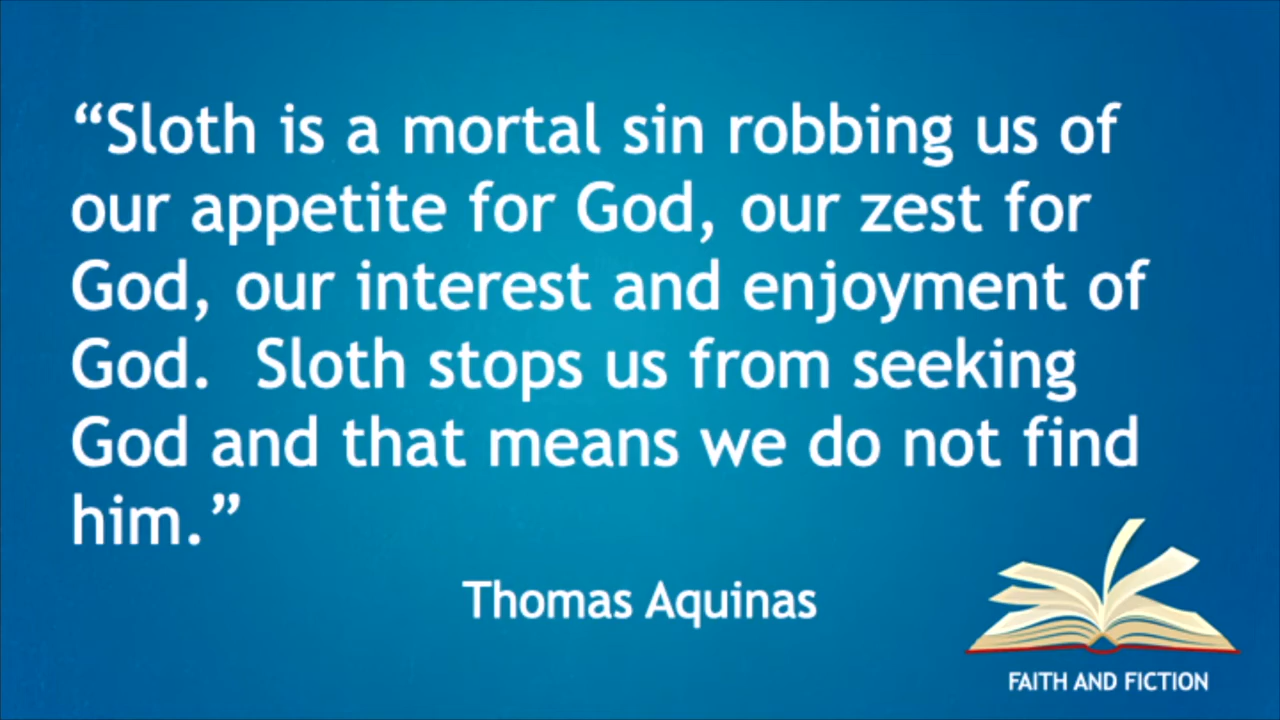 “Sloth is a mortal sin robbing us of
our appetite for God, our zest for
God, our interest and enjoyment of
God.  Sloth stops us from seeking
God and that means we do not find
him.”
Thomas Aquinas
FAITH AND FICTION